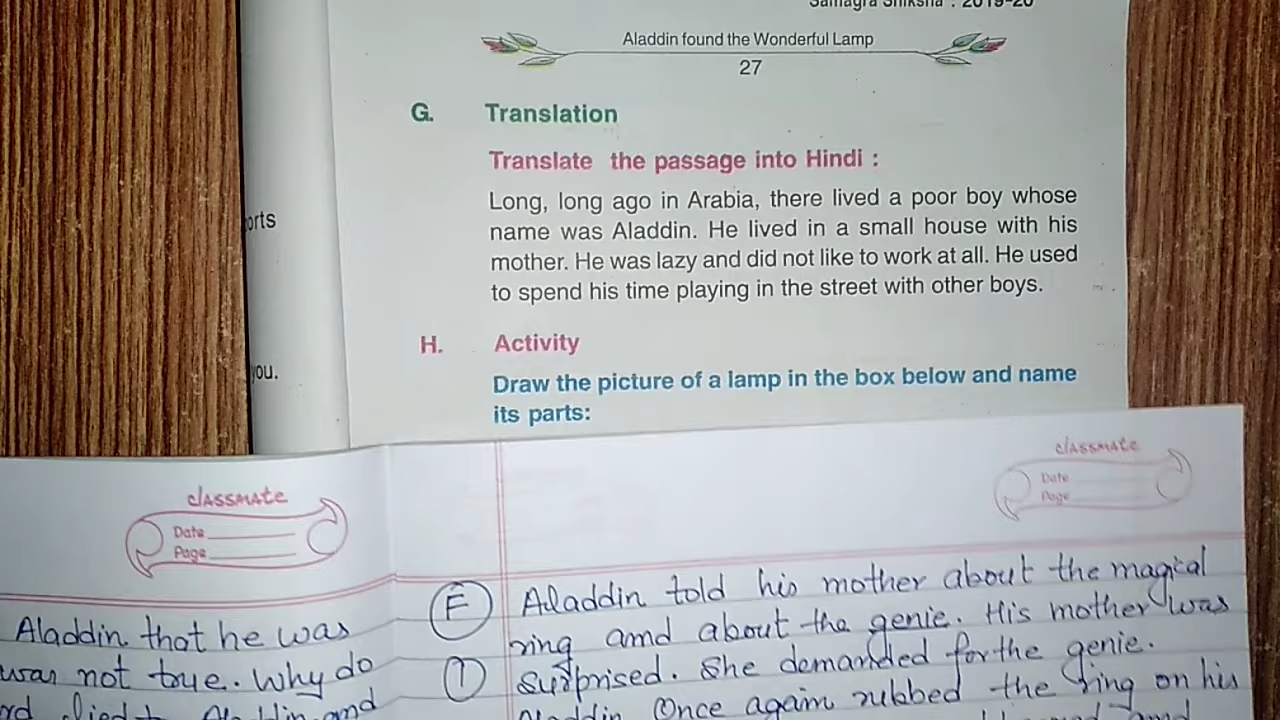 Samagra Shiksha : 2019-20
Aladdin found the Wonderful Lamp
27
G. Translation
Translate the passage into Hindi :
Long, long ago in Arabia, there lived a poor boy whose
name was Aladdin. He lived in a small house with his
mother. He was lazy and did not like to work at all. He used
to spend his time playing in the street with other boys.
H. Activity
Draw the picture of a lamp in the box below and name
its parts:
orts
you.
classmate
Date
Page
Aladdin that he was
was not true. Why do
classmate
Date
Page
F Aladdin told his mother about the magical
ring amd about the genie. His mother was
1 surprised. She demanded for the genie.
Aladdin Once again rubbed the ring on his